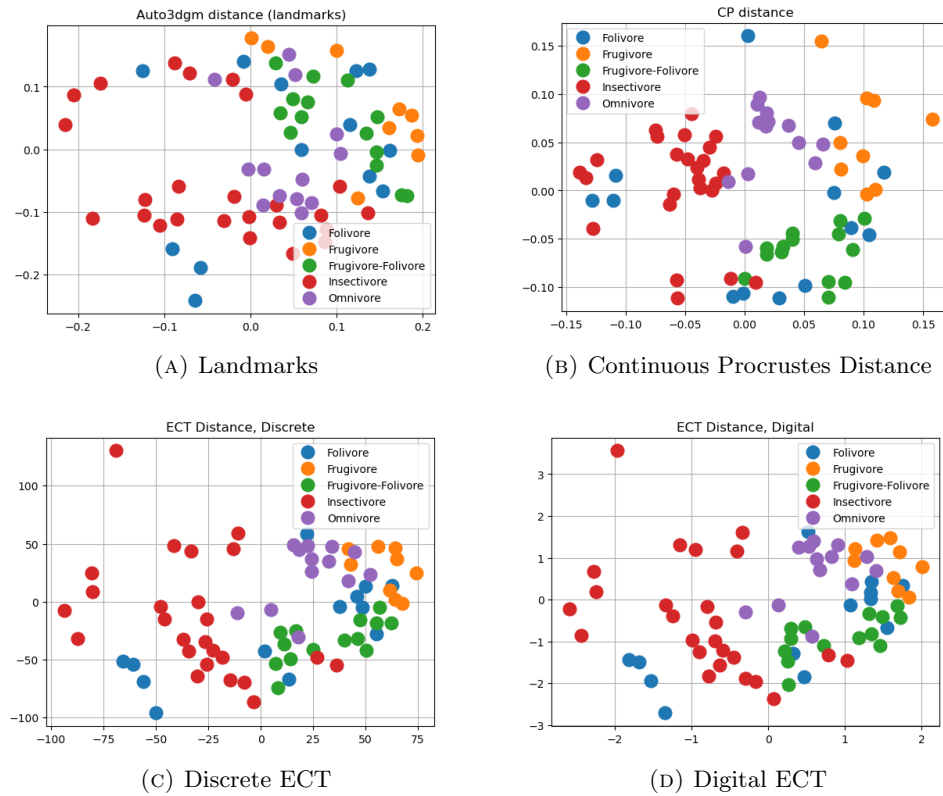 Auto3dgm distance (landmarks)
0.1
0.0
−0.1
−0.2
−0.2
−0.1
0.0
0.1
0.2
Folivore
Frugivore
Frugivore-Folivore
Insectivore
Omnivore
(A) Landmarks
CP distance
0.15
0.10
0.05
0.00
−0.05
−0.10
−0.15
−0.10
−0.05
0.00
0.05
0.10
0.15
Folivore
Frugivore
Frugivore-Folivore
Insectivore
Omnivore
(B) Continuous Procrustes Distance
ECT Distance, Discrete
100
50
0
−50
−100
−100
−75
−50
−25
0
25
50
75
Folivore
Frugivore
Frugivore-Folivore
Insectivore
Omnivore
(C) Discrete ECT
ECT Distance, Digital
3
2
1
0
−1
−2
−3
−2
−1
0
1
2
Folivore
Frugivore
Frugivore-Folivore
Insectivore
Omnivore
(D) Digital ECT